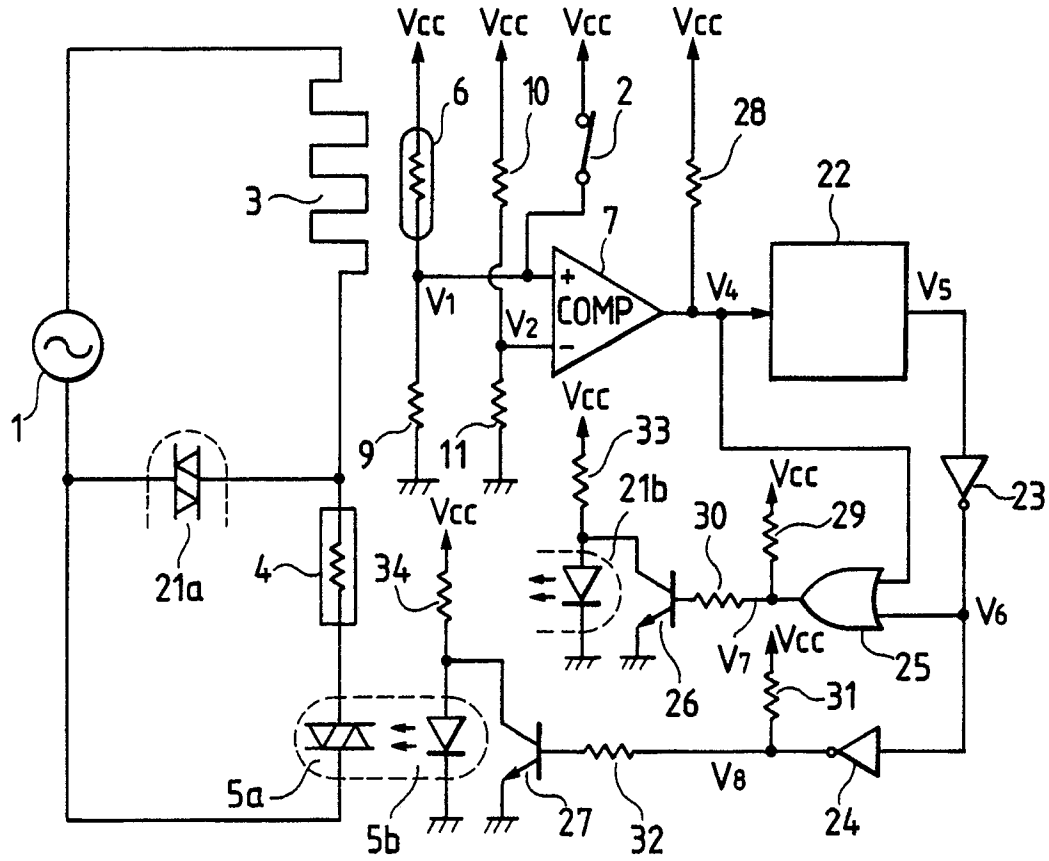 Vcc Vcc Vcc Vcc
6 10 2 28
3 7 22
V1 V2 + COMP − V4 V5
1
9 11 Vcc 33
21a 4 34 Vcc 21b 30 Vcc 29 23
V7 Vcc 25 V6
26 31
5a 5b 27 32 V8 24